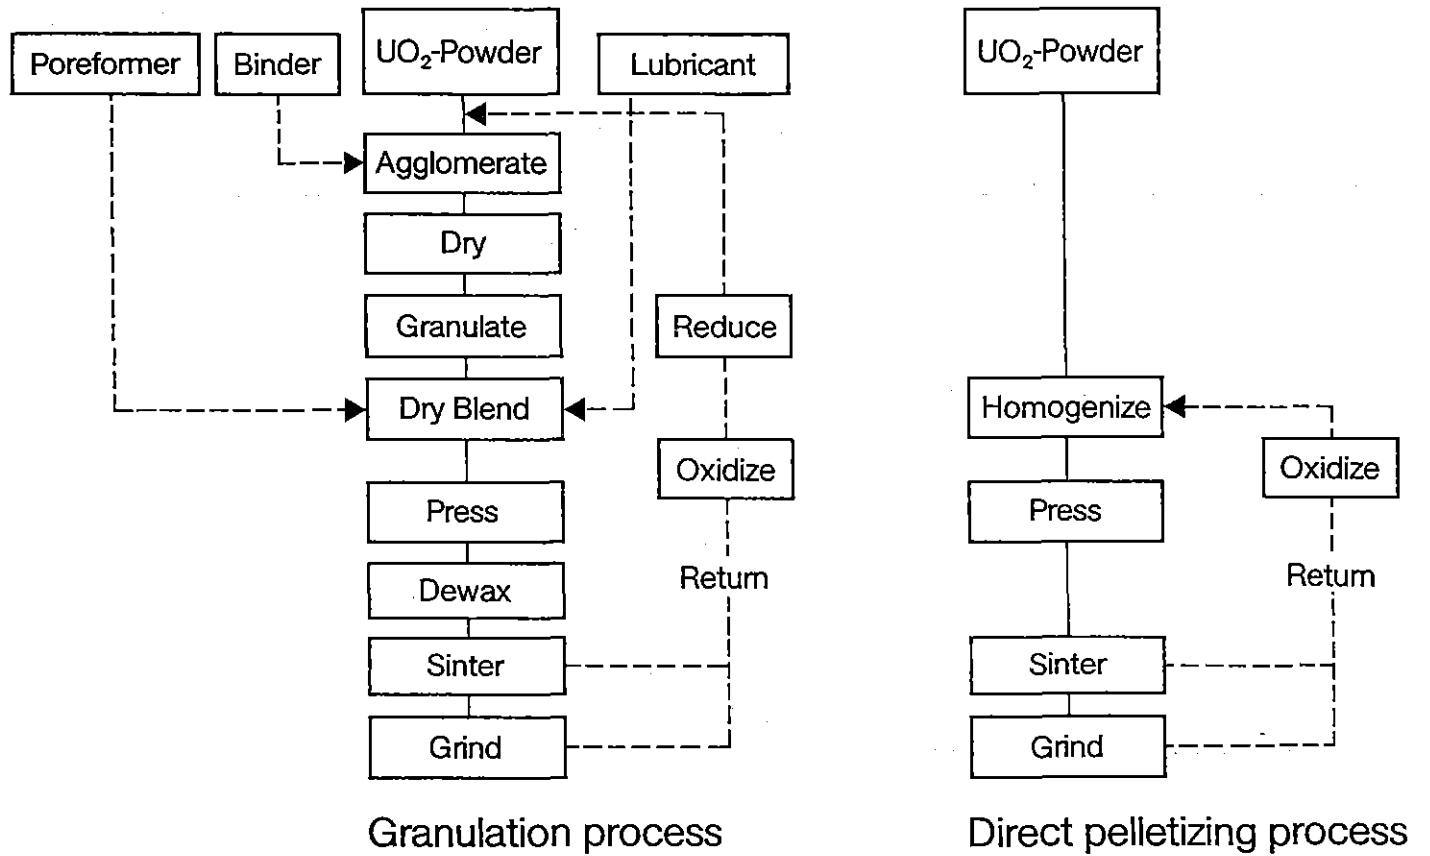 Poreformer
Binder
UO₂-Powder
Lubricant
Agglomerate
Dry
Granulate
Dry Blend
Press
Dewax
Sinter
Grind
Reduce
Oxidize
Return
Granulation process
UO₂-Powder
Homogenize
Press
Sinter
Grind
Oxidize
Return
Direct pelletizing process